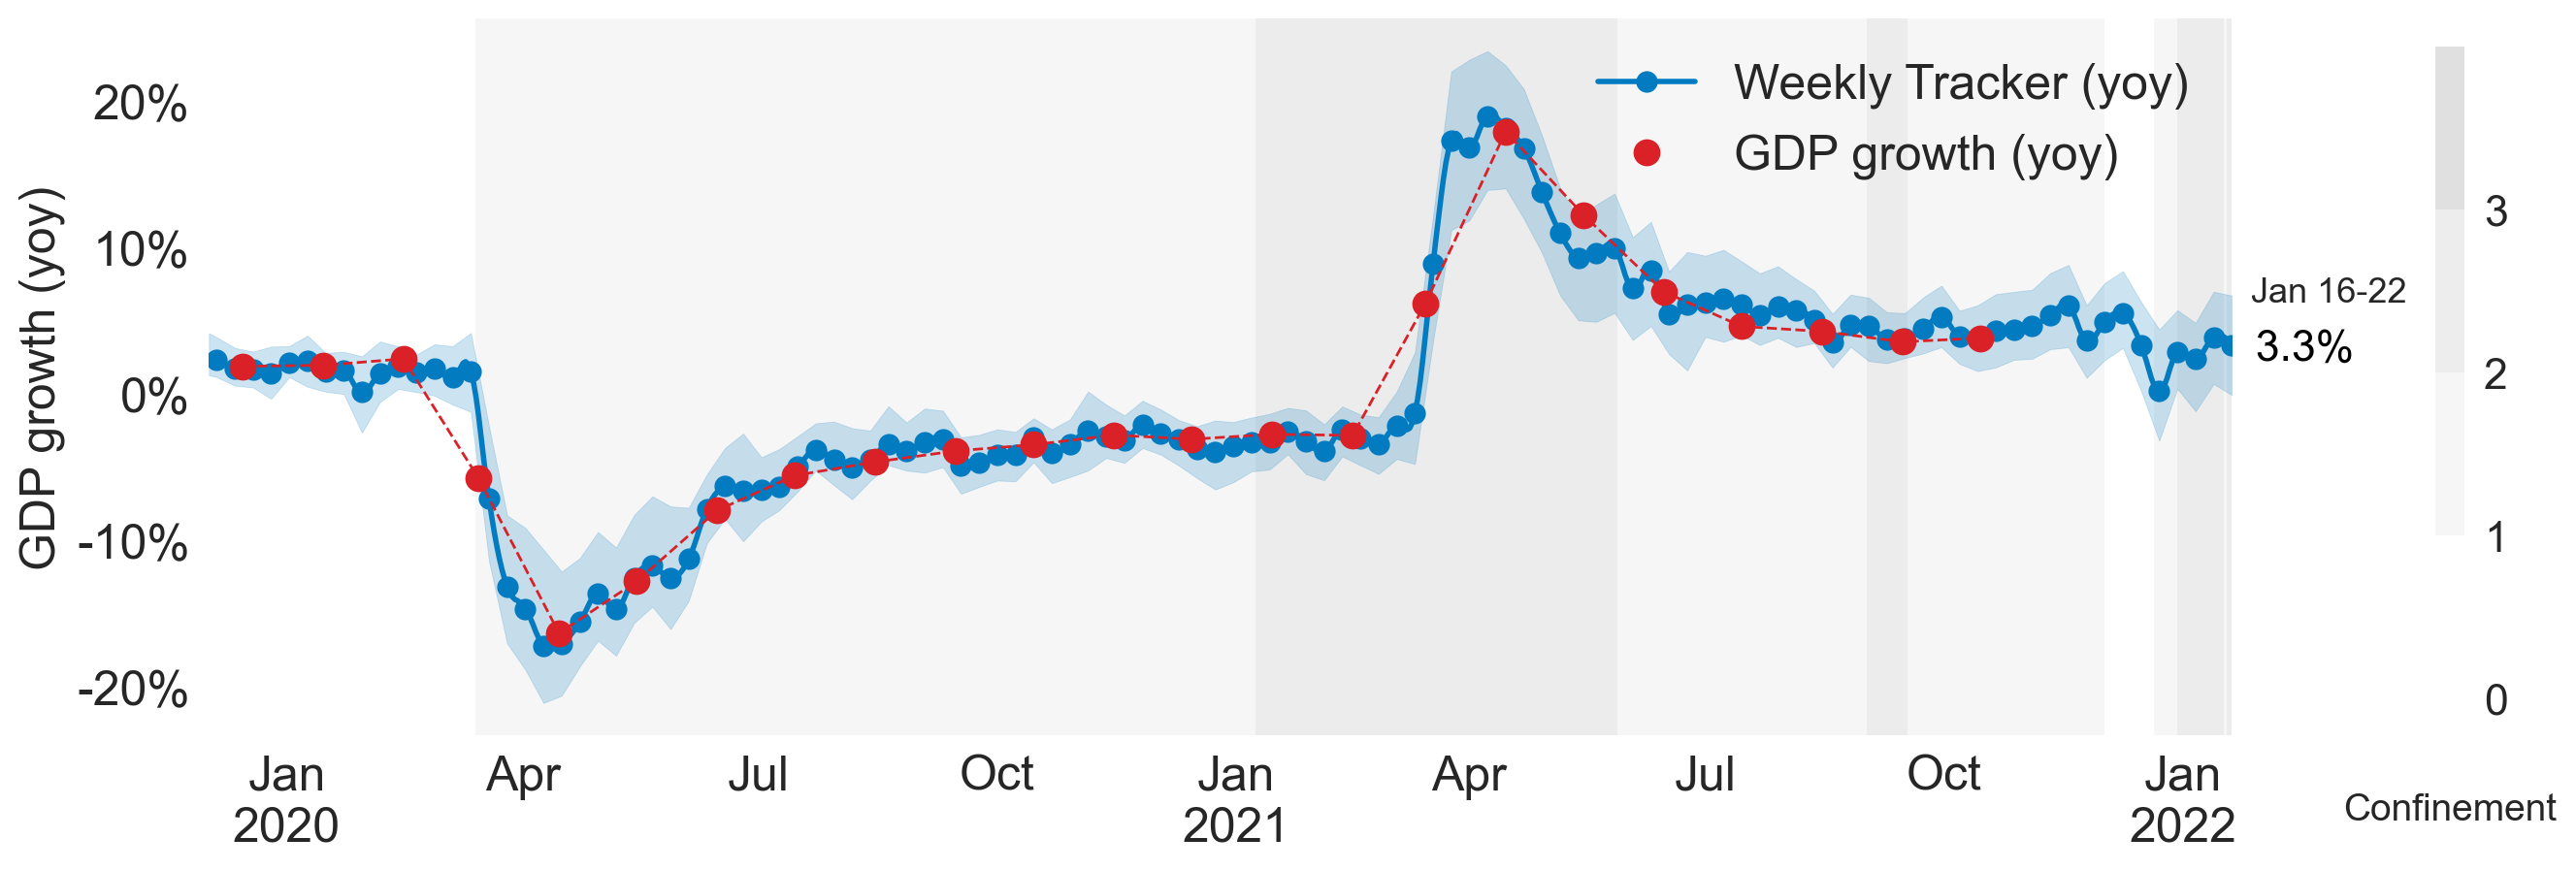 Weekly Tracker (yoy)
GDP growth (yoy)
GDP growth (yoy)
20%
10%
0%
-10%
-20%
Jan 16-22
3.3%
3
2
1
0
Confinement
Jan Apr Jul Oct Jan Apr Jul Oct Jan
2020 2021 2022